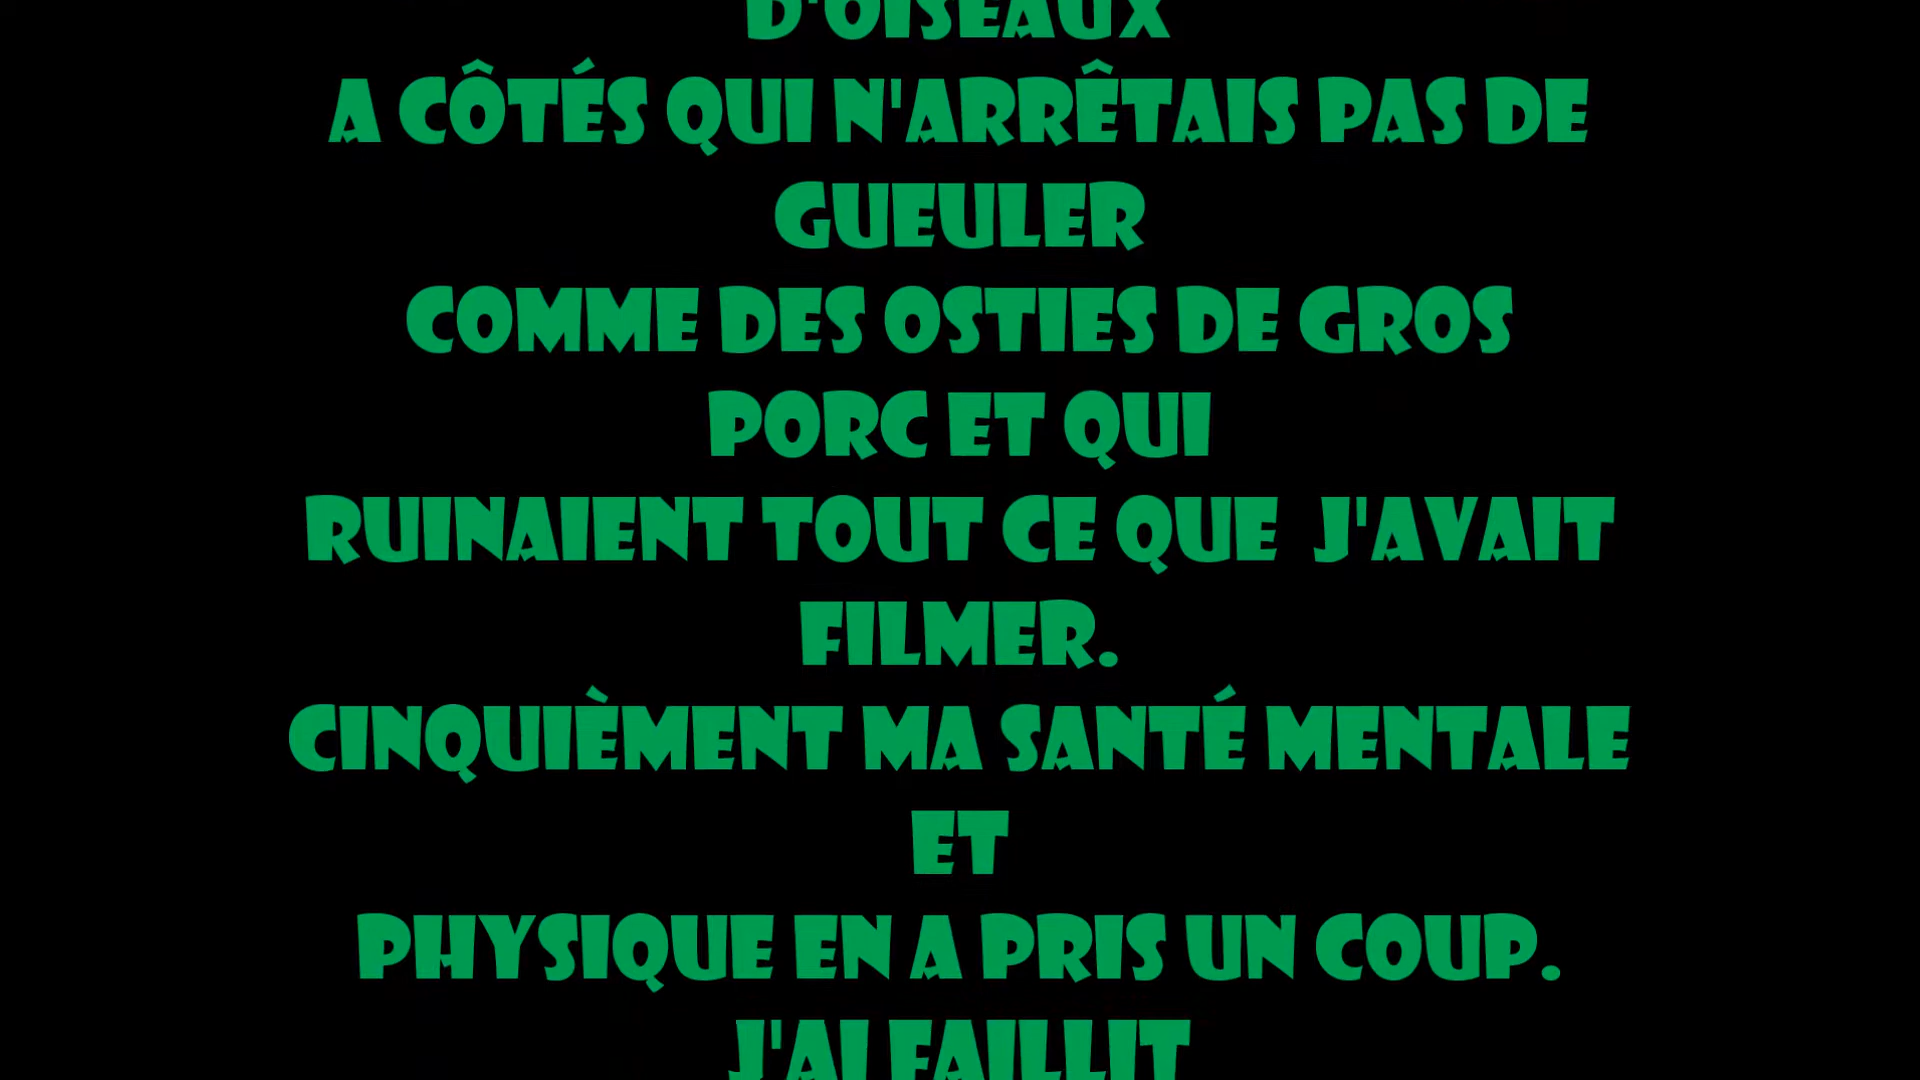 D'OISEAUX
A CÔTÉS QUI N'ARRÊTAIS PAS DE
GUEULER
COMME DES OSTIES DE GROS
PORC ET QUI
RUINAIENT TOUT CE QUE  J'AVAIT
FILMER.
CINQUIÈMENT MA SANTÉ MENTALE
ET
PHYSIQUE EN A PRIS UN COUP.
J'AI FAILLIT